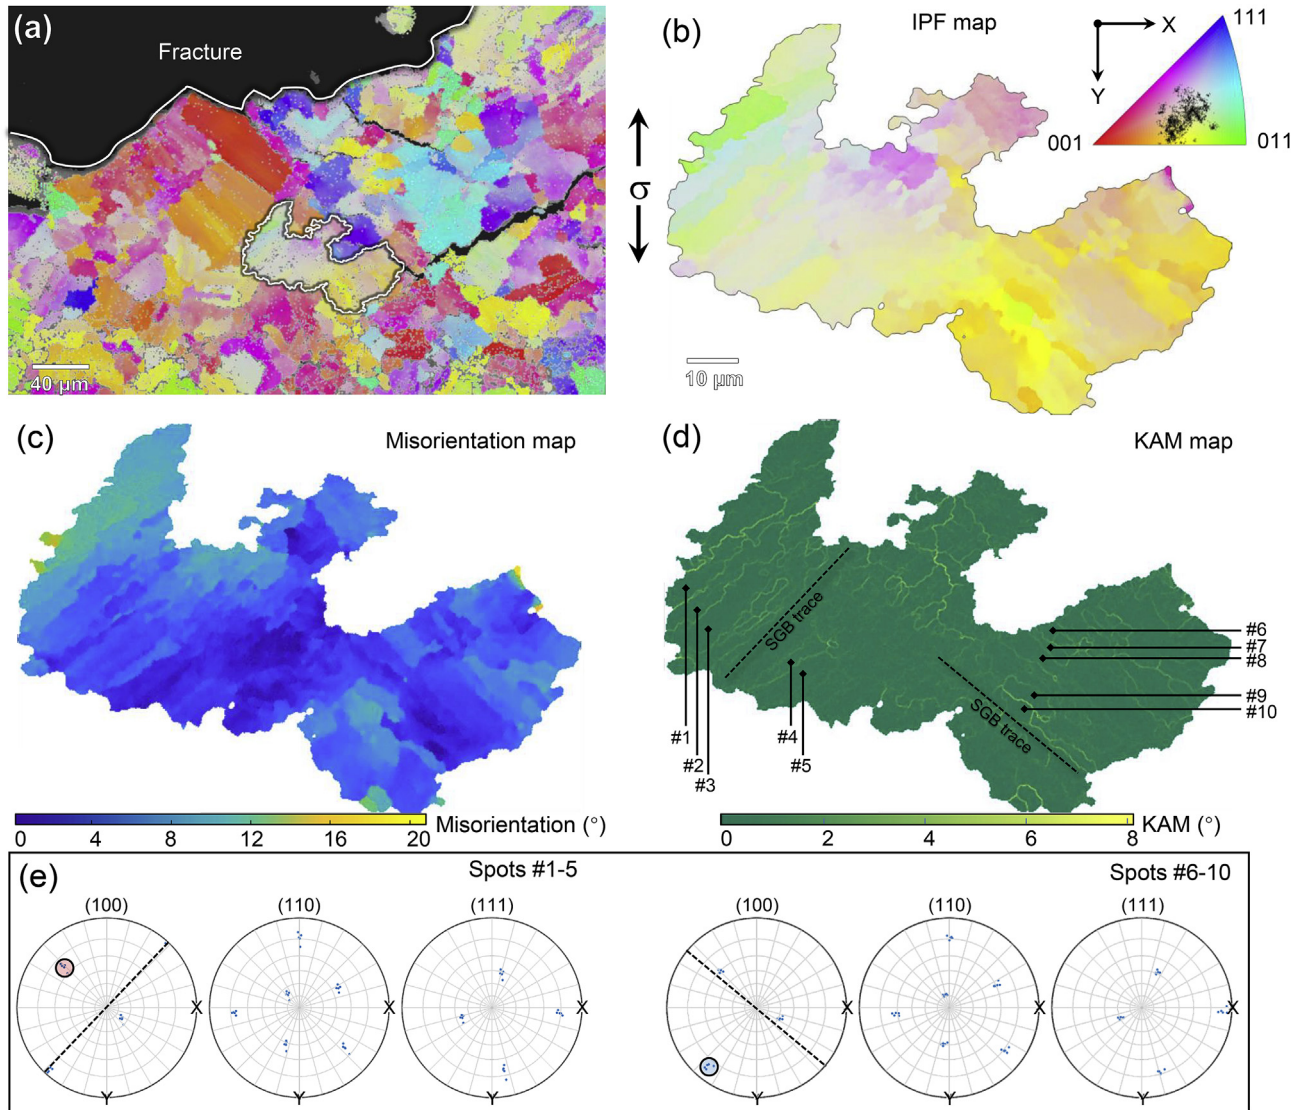 (a)
Fracture
40 μm
(b)
IPF map
X
Y
111
001
011
σ
10 μm
(c)
Misorientation map
0 4 8 12 16 20 Misorientation (°)
(d)
KAM map
SGB trace
SGB trace
#1
#2
#3
#4
#5
#6
#7
#8
#9
#10
0 2 4 6 8 KAM (°)
(e)
Spots #1-5
(100) (110) (111)
X X X
Y Y Y
Spots #6-10
(100) (110) (111)
X X X
Y Y Y